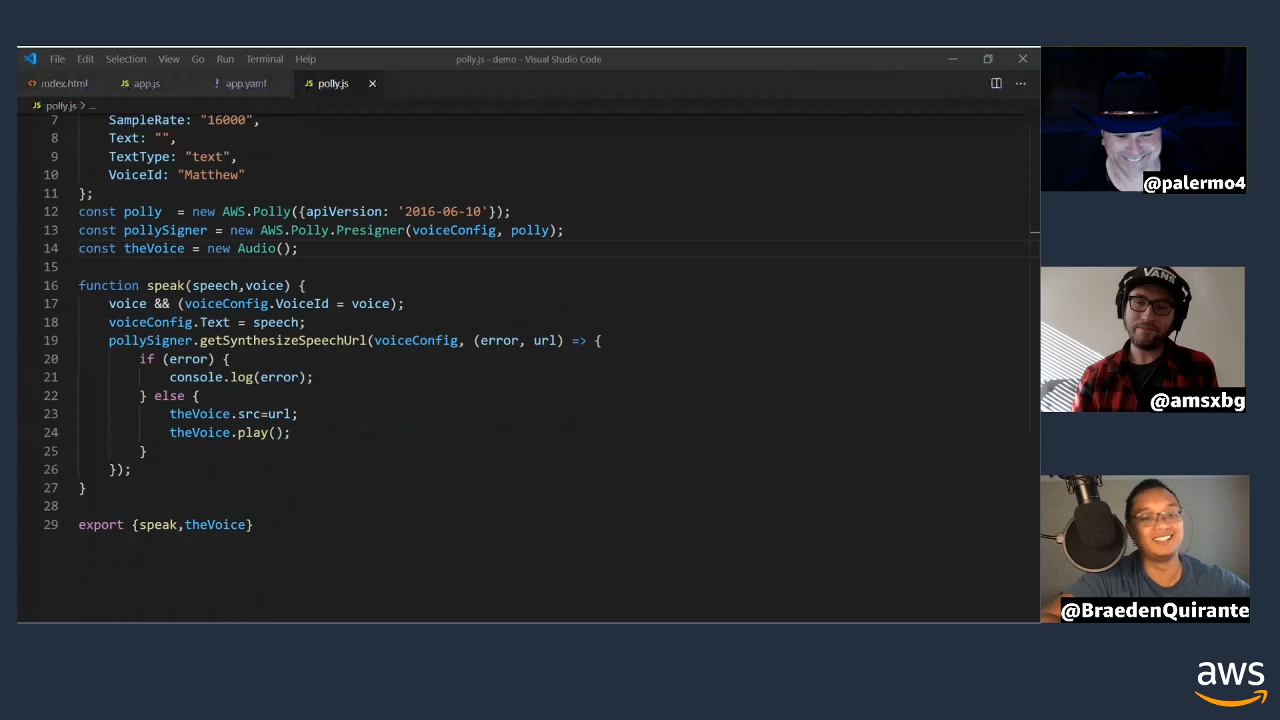 File Edit Selection View Go Run Terminal Help polly.js - demo - Visual Studio Code
index.html app.js app.yaml polly.js
polly.js > ...
7 SampleRate: "16000",
8 Text: "",
9 TextType: "text",
10 VoiceId: "Matthew"
11 };
12 const polly  = new AWS.Polly({apiVersion: '2016-06-10'});
13 const pollySigner = new AWS.Polly.Presigner(voiceConfig, polly);
14 const theVoice = new Audio();
15
16 function speak(speech,voice) {
17 voice && (voiceConfig.VoiceId = voice);
18 voiceConfig.Text = speech;
19 pollySigner.getSynthesizeSpeechUrl(voiceConfig, (error, url) => {
20 if (error) {
21 console.log(error);
22 } else {
23 theVoice.src=url;
24 theVoice.play();
25 }
26 });
27 }
28
29 export {speak,theVoice}
@palermo4
VANS
@amsxbg
@BraedenQuirante
aws